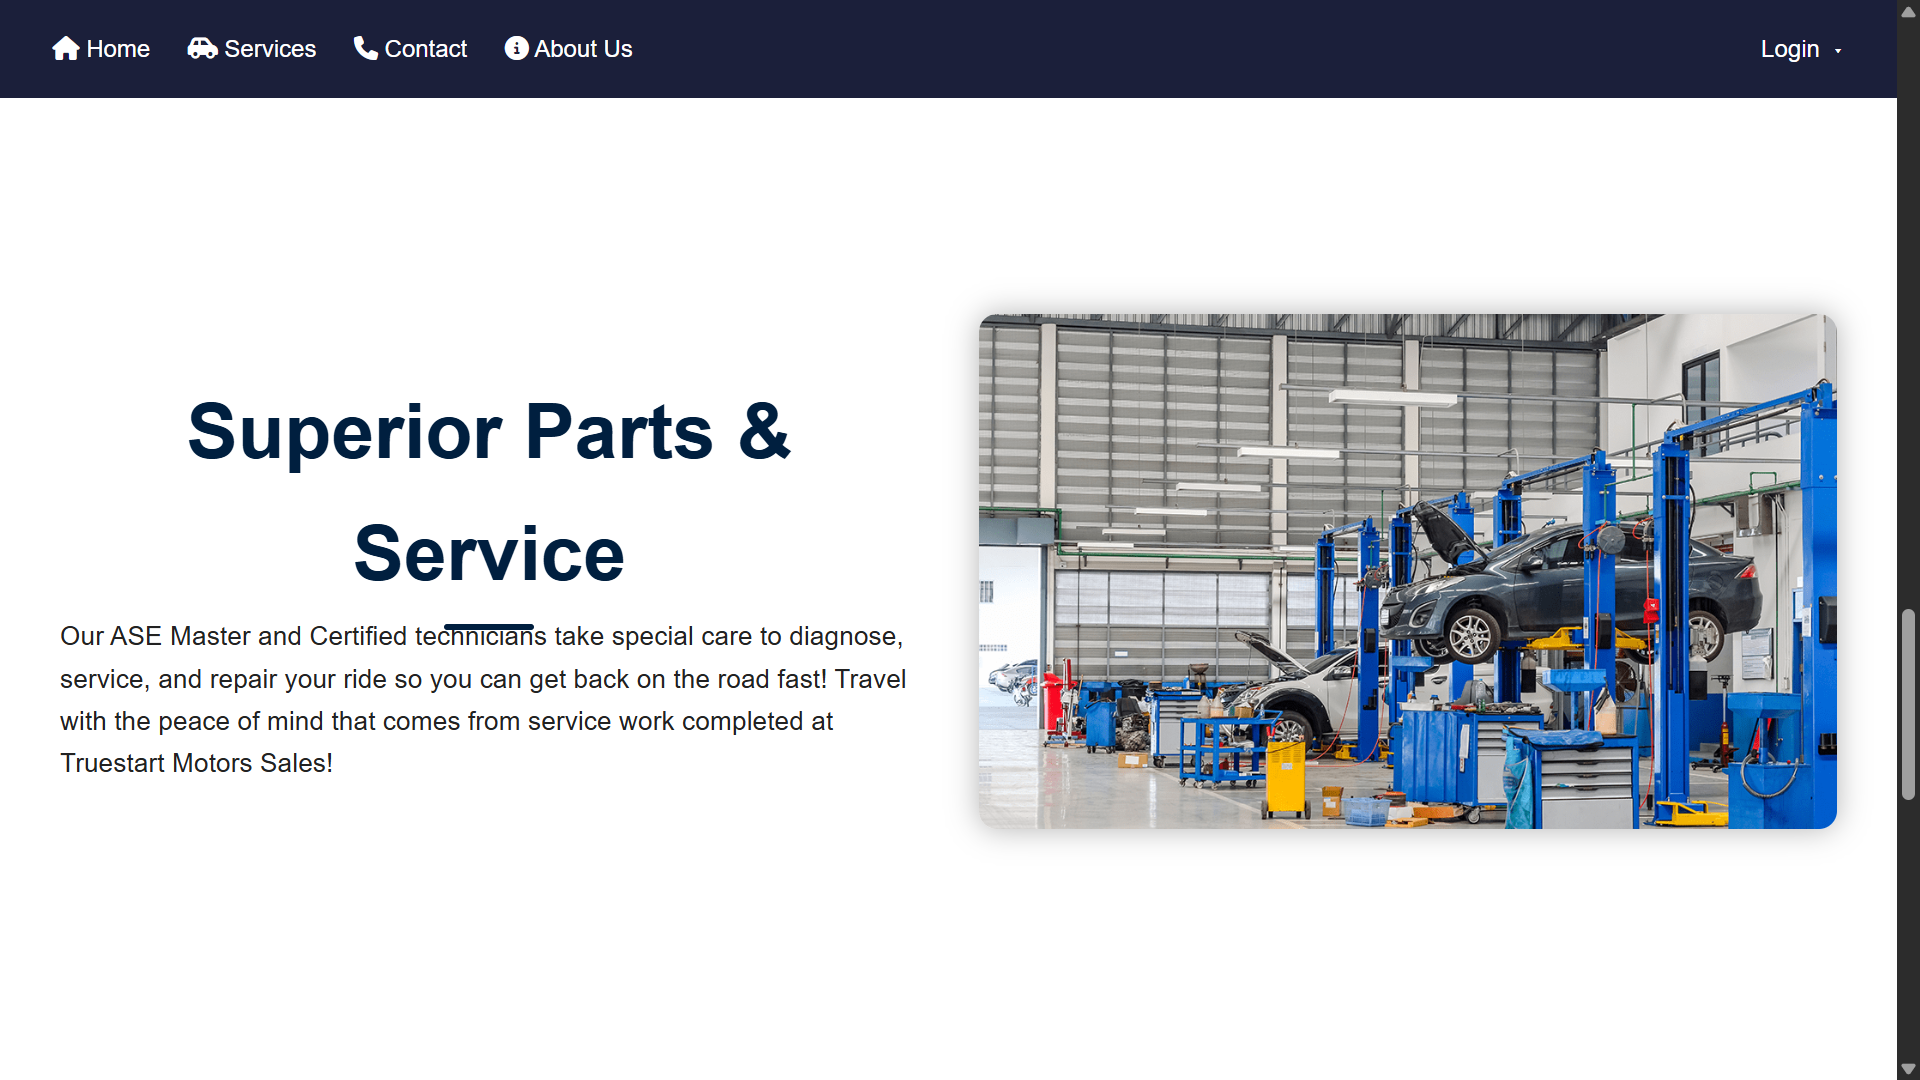 Home Services Contact About Us Login
Superior Parts &
Service
Our ASE Master and Certified technicians take special care to diagnose,
service, and repair your ride so you can get back on the road fast! Travel
with the peace of mind that comes from service work completed at
Truestart Motors Sales!